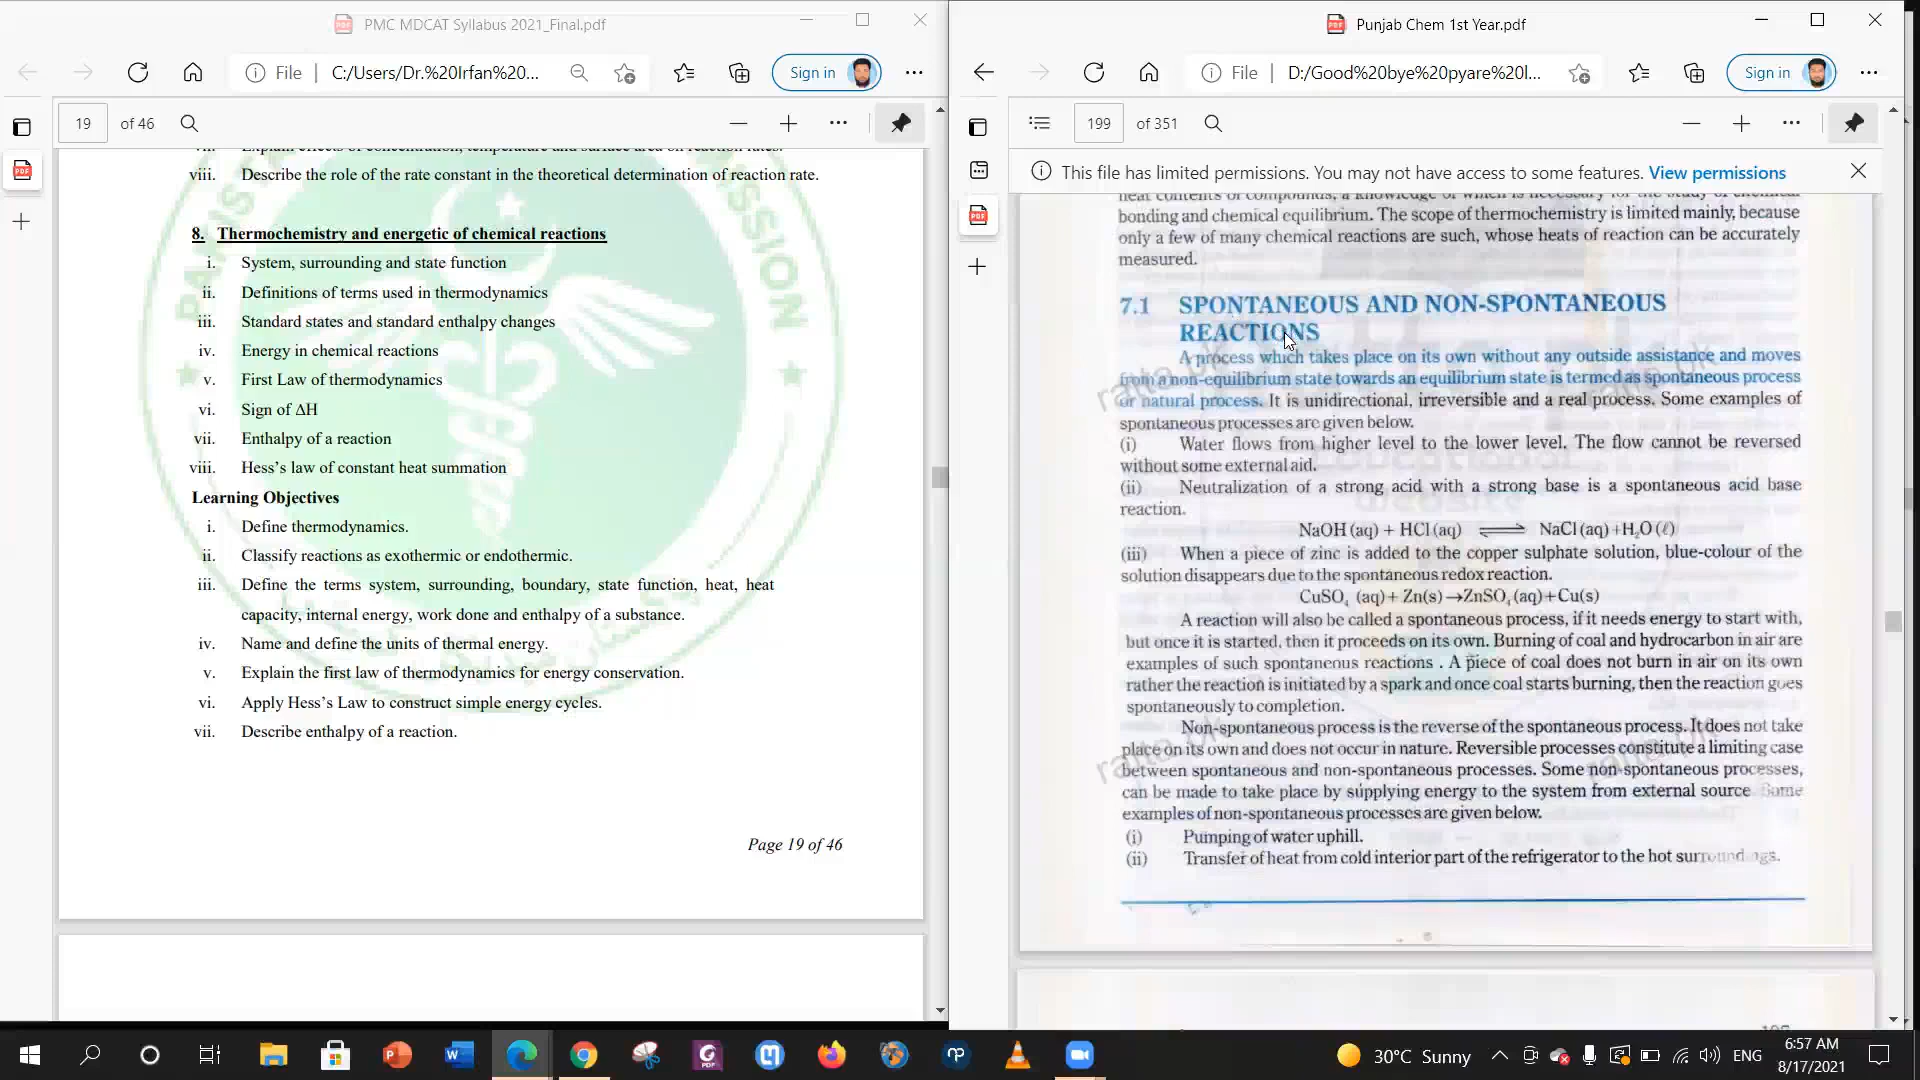 PMC MDCAT Syllabus 2021_Final.pdf
File | C:/Users/Dr.%20Irfan%20...
Sign in
19 of 46
viii. Describe the role of the rate constant in the theoretical determination of reaction rate.
8. Thermochemistry and energetic of chemical reactions
i. System, surrounding and state function
ii. Definitions of terms used in thermodynamics
iii. Standard states and standard enthalpy changes
iv. Energy in chemical reactions
v. First Law of thermodynamics
vi. Sign of ΔH
vii. Enthalpy of a reaction
viii. Hess’s law of constant heat summation
Learning Objectives
i. Define thermodynamics.
ii. Classify reactions as exothermic or endothermic.
iii. Define the terms system, surrounding, boundary, state function, heat, heat
capacity, internal energy, work done and enthalpy of a substance.
iv. Name and define the units of thermal energy.
v. Explain the first law of thermodynamics for energy conservation.
vi. Apply Hess’s Law to construct simple energy cycles.
vii. Describe enthalpy of a reaction.
Page 19 of 46
Punjab Chem 1st Year.pdf
File | D:/Good%20bye%20pyare%20l...
Sign in
199 of 351
This file has limited permissions. You may not have access to some features. View permissions
bonding and chemical equilibrium. The scope of thermochemistry is limited mainly, because
only a few of many chemical reactions are such, whose heats of reaction can be accurately
measured.
7.1 SPONTANEOUS AND NON-SPONTANEOUS
REACTIONS
A process which takes place on its own without any outside assistance and moves
from a non-equilibrium state towards an equilibrium state is termed as spontaneous process
or natural process. It is unidirectional, irreversible and a real process. Some examples of
spontaneous processes are given below.
(i) Water flows from higher level to the lower level. The flow cannot be reversed
without some external aid.
(ii) Neutralization of a strong acid with a strong base is a spontaneous acid base
reaction.
NaOH (aq) + HCl (aq) ⇌ NaCl (aq) + H₂O (ℓ)
(iii) When a piece of zinc is added to the copper sulphate solution, blue-colour of the
solution disappears due to the spontaneous redox reaction.
CuSO₄ (aq) + Zn(s) → ZnSO₄ (aq) + Cu(s)
A reaction will also be called a spontaneous process, if it needs energy to start with,
but once it is started, then it proceeds on its own. Burning of coal and hydrocarbon in air are
examples of such spontaneous reactions . A piece of coal does not burn in air on its own
rather the reaction is initiated by a spark and once coal starts burning, then the reaction goes
spontaneously to completion.
Non-spontaneous process is the reverse of the spontaneous process. It does not take
place on its own and does not occur in nature. Reversible processes constitute a limiting case
between spontaneous and non-spontaneous processes. Some non-spontaneous processes,
can be made to take place by supplying energy to the system from external source. Some
examples of non-spontaneous processes are given below.
(i) Pumping of water uphill.
(ii) Transfer of heat from cold interior part of the refrigerator to the hot surroundings.
30°C Sunny
ENG
6:57 AM
8/17/2021